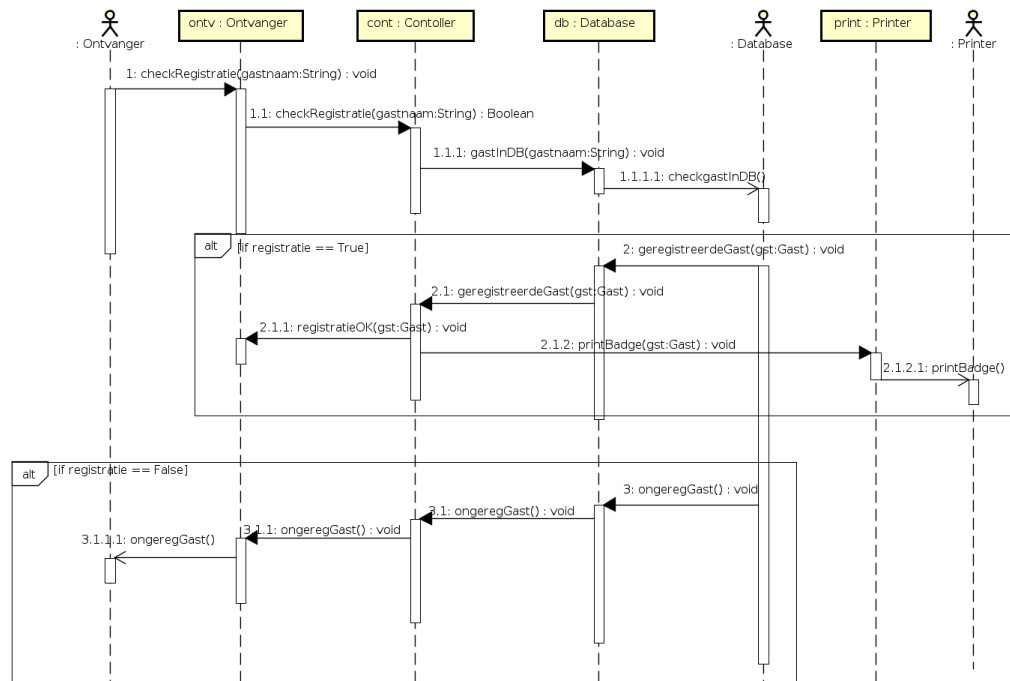 : Ontvanger
ontv : Ontvanger
cont : Contoller
db : Database
: Database
print : Printer
: Printer
1: checkRegistratie(gastnaam:String) : void
1.1: checkRegistratie(gastnaam:String) : Boolean
1.1.1: gastInDB(gastnaam:String) : void
1.1.1.1: checkgastInDB()
alt
[if registratie == True]
2: geregistreerdeGast(gst:Gast) : void
2.1: geregistreerdeGast(gst:Gast) : void
2.1.1: registratieOK(gst:Gast) : void
2.1.2: printBadge(gst:Gast) : void
2.1.2.1: printBadge()
alt
[if registratie == False]
3: ongeregGast() : void
3.1: ongeregGast() : void
3.1.1: ongeregGast() : void
3.1.1.1: ongeregGast()